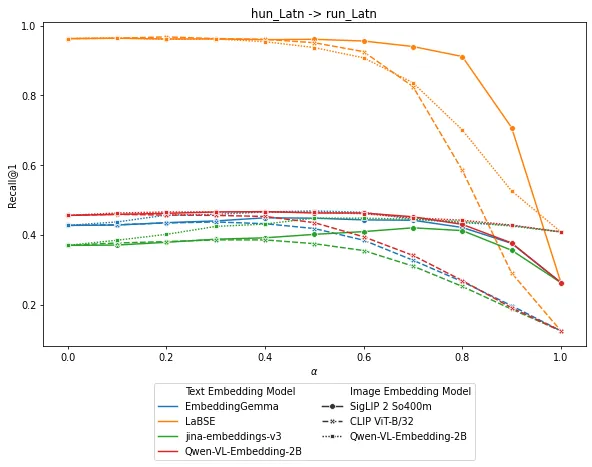 hun_Latn -> run_Latn
1.0
0.8
0.6
0.4
0.2
Recall@1
0.0 0.2 0.4 0.6 0.8 1.0
α
Text Embedding Model Image Embedding Model
EmbeddingGemma SigLIP 2 So400m
LaBSE CLIP ViT-B/32
jina-embeddings-v3 Qwen-VL-Embedding-2B
Qwen-VL-Embedding-2B